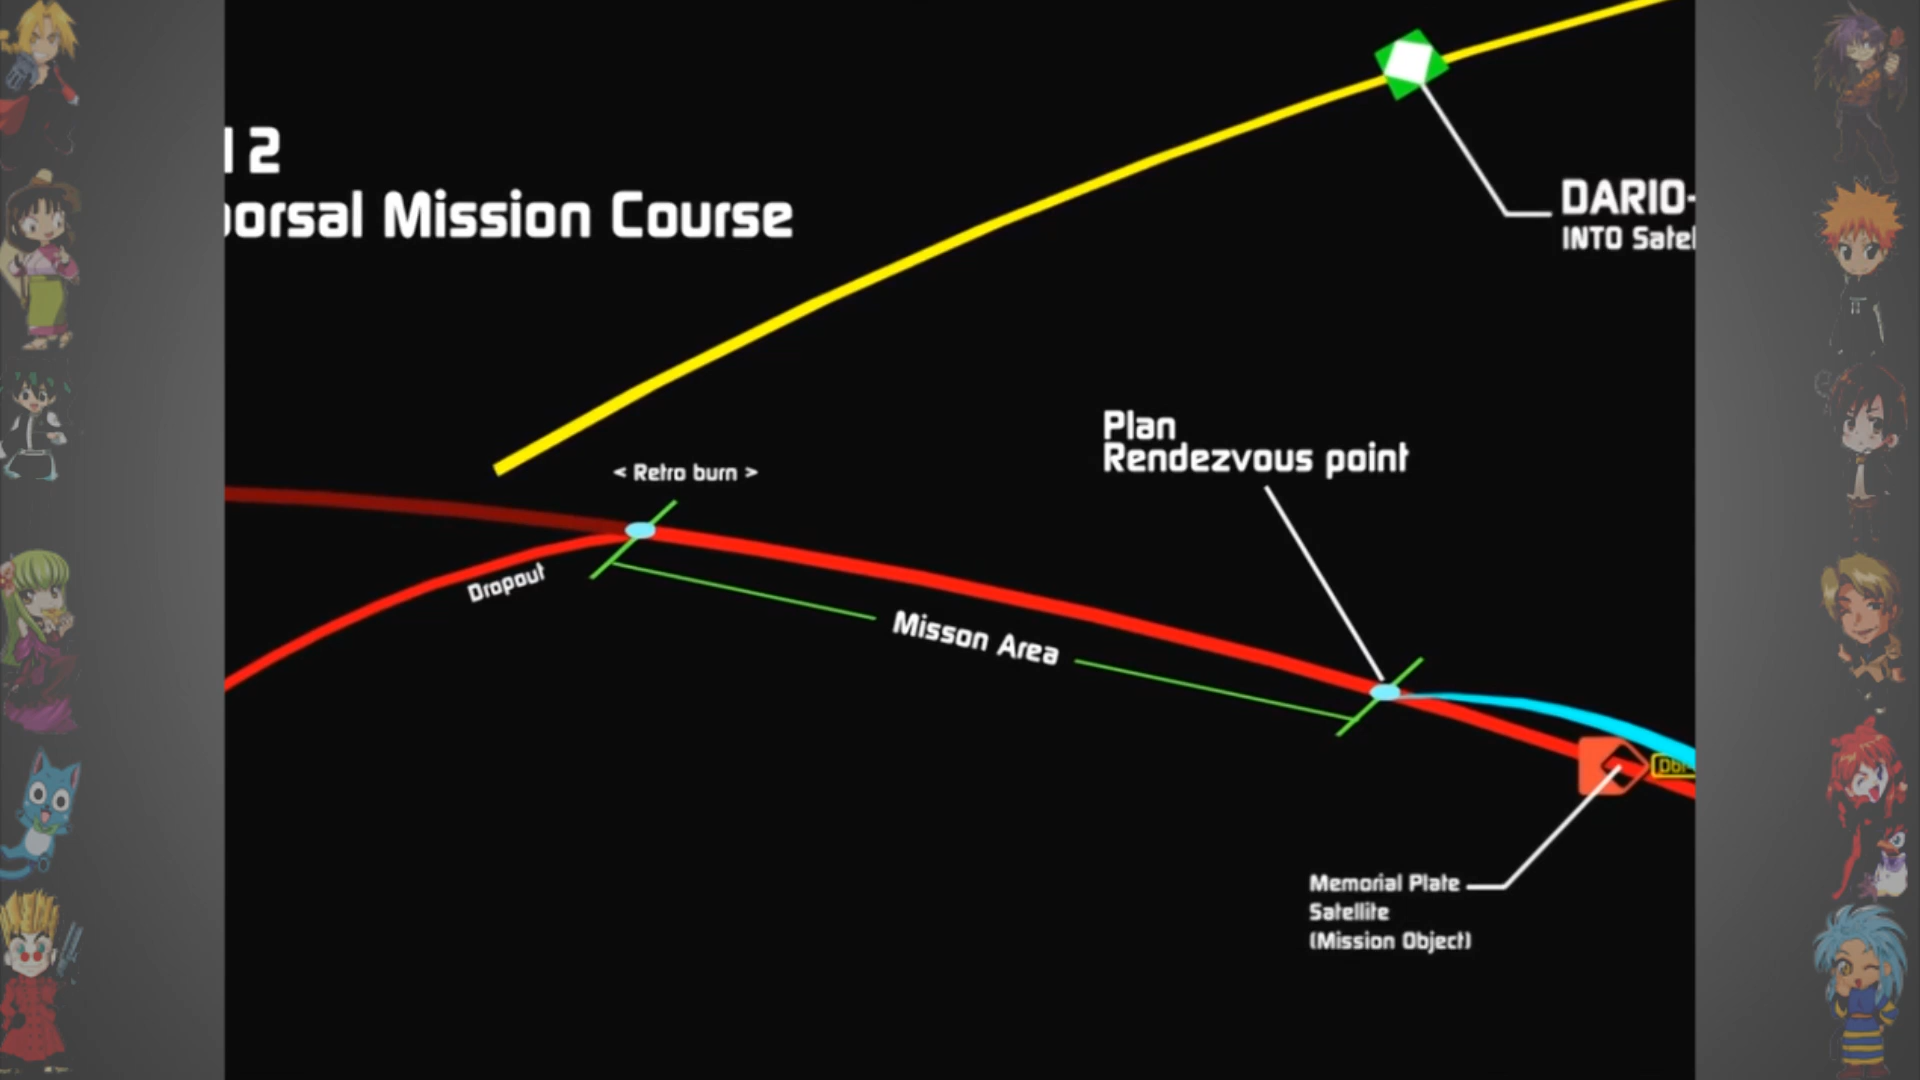 12
orsal Mission Course
DARIO-
INTO Satel
Plan
Rendezvous point
< Retro burn >
Dropout
Misson Area
Memorial Plate
Satellite
(Mission Object)